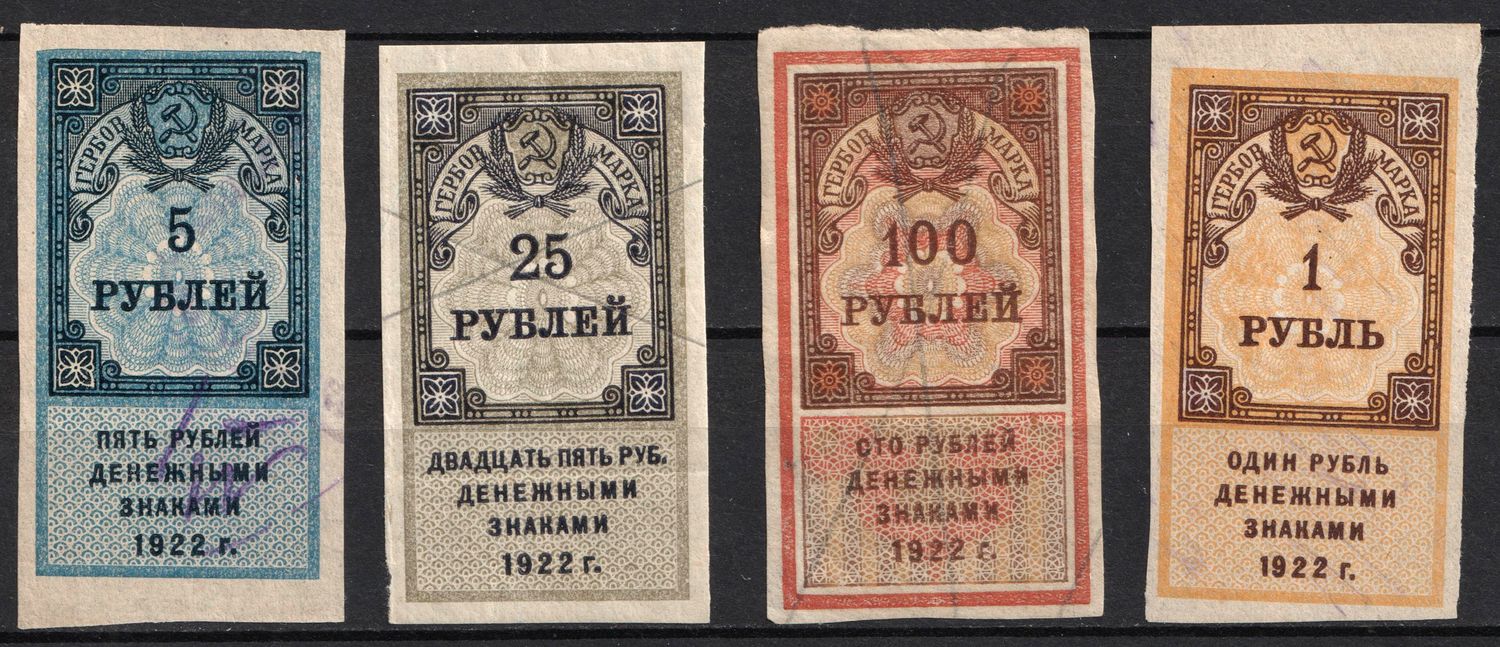 ГЕРБОВ МАРКА
5
РУБЛЕЙ
ПЯТЬ РУБЛЕЙ
ДЕНЕЖНЫМИ
ЗНАКАМИ
1922 г.
ГЕРБОВ МАРКА
25
РУБЛЕЙ
ДВАДЦАТЬ ПЯТЬ РУБ.
ДЕНЕЖНЫМИ
ЗНАКАМИ
1922 г.
ГЕРБОВ МАРКА
100
РУБЛЕЙ
СТО РУБЛЕЙ
ДЕНЕЖНЫМИ
ЗНАКАМИ
1922 г.
ГЕРБОВ МАРКА
1
РУБЛЬ
ОДИН РУБЛЬ
ДЕНЕЖНЫМИ
ЗНАКАМИ
1922 г.